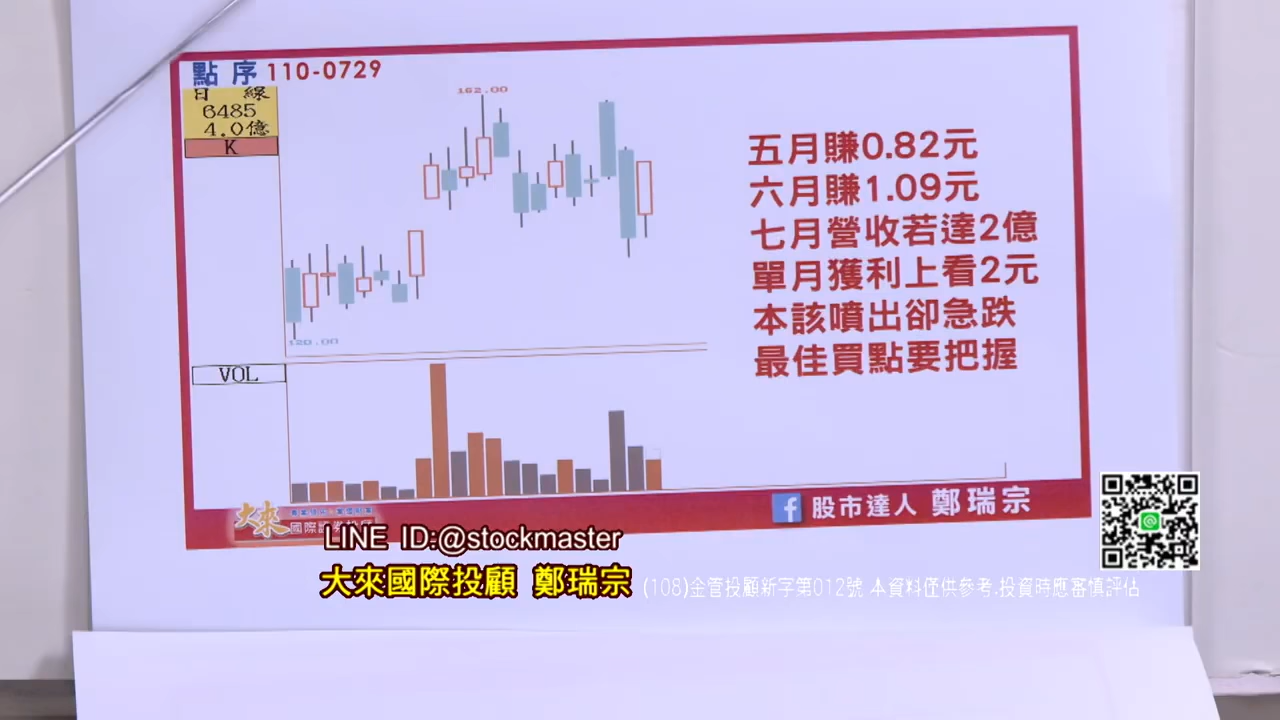 點序 110-0729
日 線
6485
4.0億
K
162.00
120.00
VOL
五月賺0.82元
六月賺1.09元
七月營收若達2億
單月獲利上看2元
本該噴出卻急跌
最佳買點要把握
大來
f 股市達人 鄭瑞宗
LINE ID:@stockmaster
大來國際投顧 鄭瑞宗
(108)金管投顧新字第012號 本資料僅供參考.投資時應審慎評估